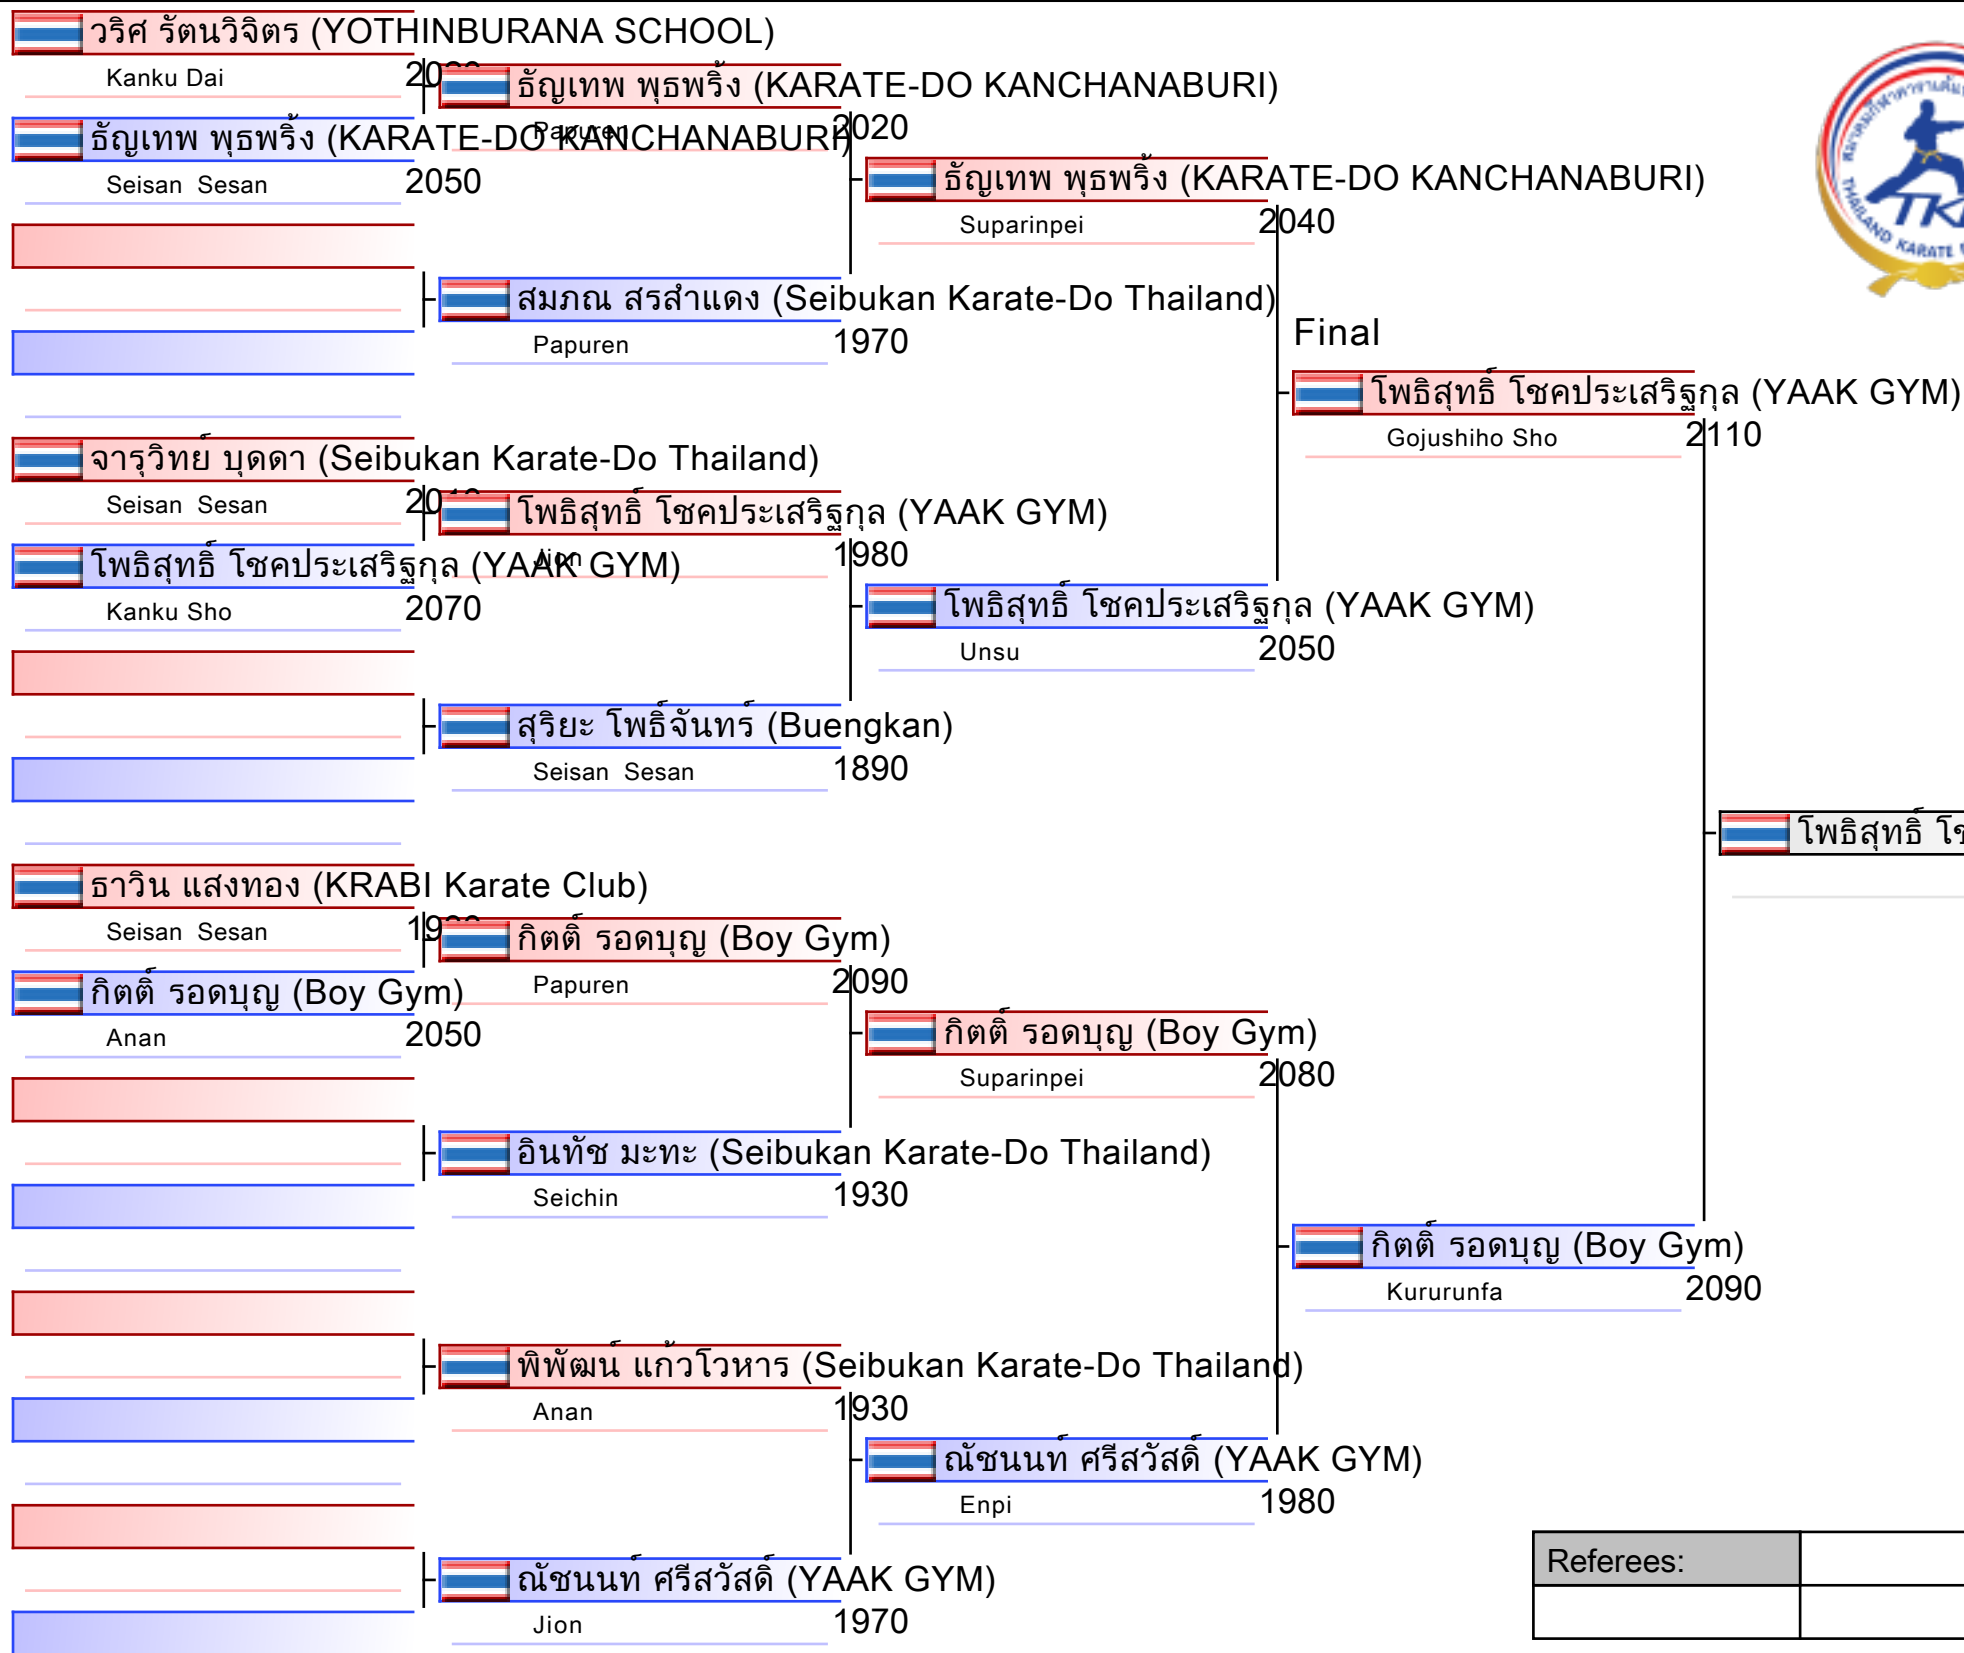 วริศ รัตนวิจิตร (YOTHINBURANA SCHOOL)
Kanku Dai
ธัญเทพ พุธพริ้ง (KARATE-DO KANCHANABURI)
Papuren
2020
ธัญเทพ พุธพริ้ง (KARATE-DO KANCHANABURI)
Seisan Sesan
2050
ธัญเทพ พุธพริ้ง (KARATE-DO KANCHANABURI)
Suparinpei
2040
สมภณ สรสำแดง (Seibukan Karate-Do Thailand)
Papuren
1970
Final
โพธิสุทธิ์ โชคประเสริฐกุล (YAAK GYM)
Gojushiho Sho
2110
จารุวิทย์ บุดดา (Seibukan Karate-Do Thailand)
Seisan Sesan
โพธิสุทธิ์ โชคประเสริฐกุล (YAAK GYM)
Jion
1980
โพธิสุทธิ์ โชคประเสริฐกุล (YAAK GYM)
Kanku Sho
2070
โพธิสุทธิ์ โชคประเสริฐกุล (YAAK GYM)
Unsu
2050
สุริยะ โพธิ์จันทร์ (Buengkan)
Seisan Sesan
1890
โพธิสุทธิ์
ธาวิน แสงทอง (KRABI Karate Club)
Seisan Sesan
กิตติ์ รอดบุญ (Boy Gym)
Papuren
2090
กิตติ์ รอดบุญ (Boy Gym)
Anan
2050
กิตติ์ รอดบุญ (Boy Gym)
Suparinpei
2080
อินทัช มะทะ (Seibukan Karate-Do Thailand)
Seichin
1930
กิตติ์ รอดบุญ (Boy Gym)
Kururunfa
2090
พิพัฒน์ แก้วโวหาร (Seibukan Karate-Do Thailand)
Anan
1930
ณัชนนท์ ศรีสวัสดิ์ (YAAK GYM)
Enpi
1980
ณัชนนท์ ศรีสวัสดิ์ (YAAK GYM)
Jion
1970
Referees: